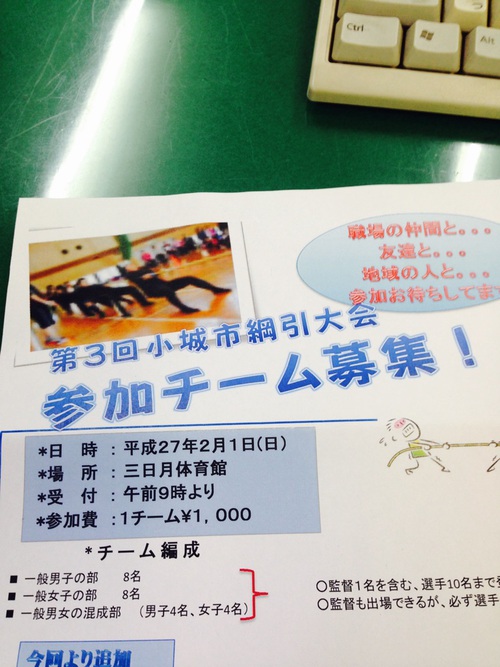 Ctrl
Alt
職場の仲間と。。。
友達と。。。
地域の人と。。。
参加お待ちしてます
第3回小城市綱引大会
参加チーム募集!
*日 時 : 平成27年2月1日(日)
*場 所 : 三日月体育館
*受 付 : 午前9時より
*参加費 : 1チーム¥1,000
*チーム編成
■ 一般男子の部 8名
■ 一般女子の部 8名
■ 一般男女の混成部 (男子4名、女子4名)
○監督1名を含む、選手10名まで
○監督も出場できるが、必ず選手
今回より追加